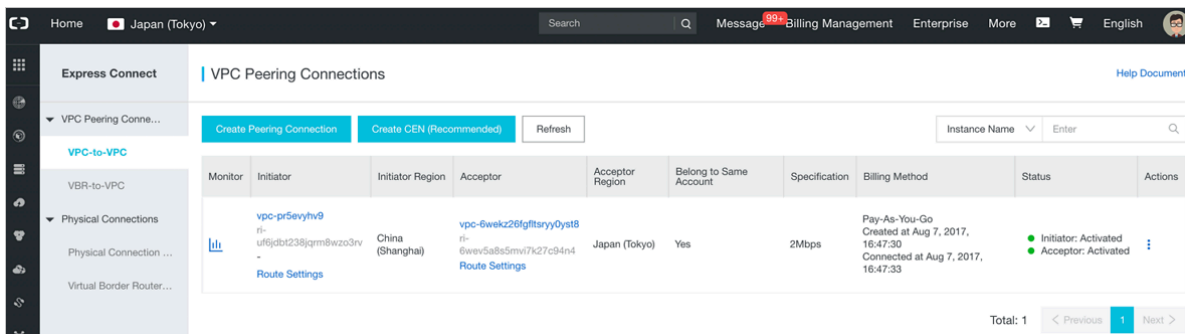 Home
Japan (Tokyo)
Search
Message 99+
Billing Management
Enterprise
More
English
Express Connect
VPC Peering Conne...
VPC-to-VPC
VBR-to-VPC
Physical Connections
Physical Connection ...
Virtual Border Router...
VPC Peering Connections
Help Document
Create Peering Connection
Create CEN (Recommended)
Refresh
Instance Name
Enter
Monitor
Initiator
Initiator Region
Acceptor
Acceptor
Region
Belong to Same
Account
Specification
Billing Method
Status
Actions
vpc-pr5evyhv9
ri-
uf6jdbt238jqrm8wzo3rv
-
Route Settings
China
(Shanghai)
vpc-6wekz26fgfltsryy0yst8
ri-
6wev5a8s5mvi7k27c94n4
Route Settings
Japan (Tokyo)
Yes
2Mbps
Pay-As-You-Go
Created at Aug 7, 2017,
16:47:30
Connected at Aug 7, 2017,
16:47:33
Initiator: Activated
Acceptor: Activated
Total: 1
< Previous
1
Next >